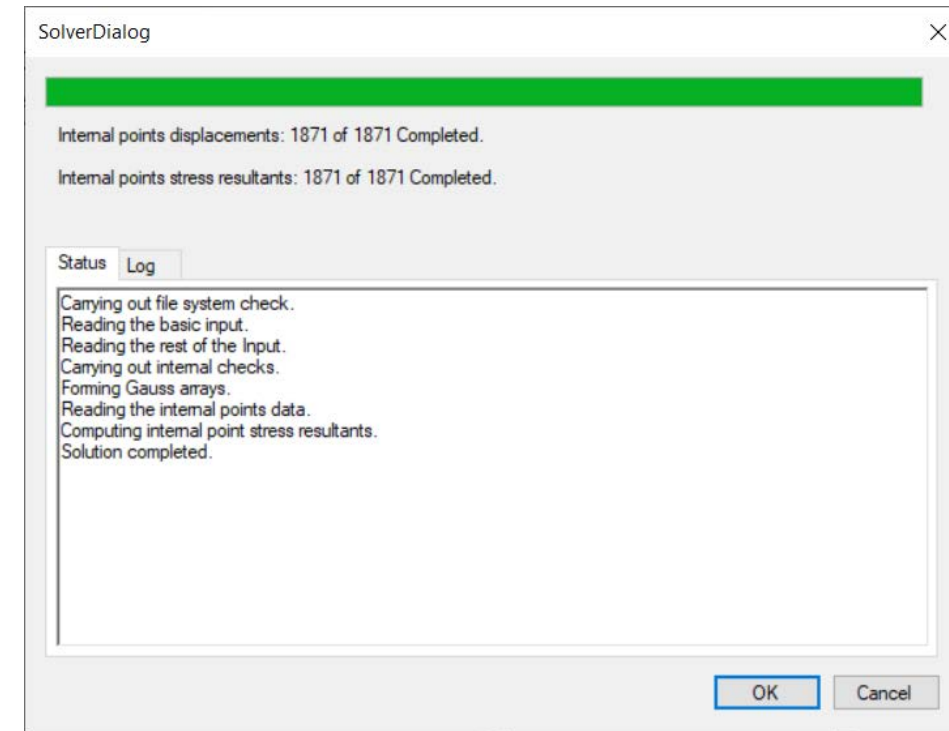 SolverDialog
Internal points displacements: 1871 of 1871 Completed.
Internal points stress resultants: 1871 of 1871 Completed.
Status Log
Carrying out file system check.
Reading the basic input.
Reading the rest of the Input.
Carrying out internal checks.
Forming Gauss arrays.
Reading the internal points data.
Computing internal point stress resultants.
Solution completed.
OK Cancel